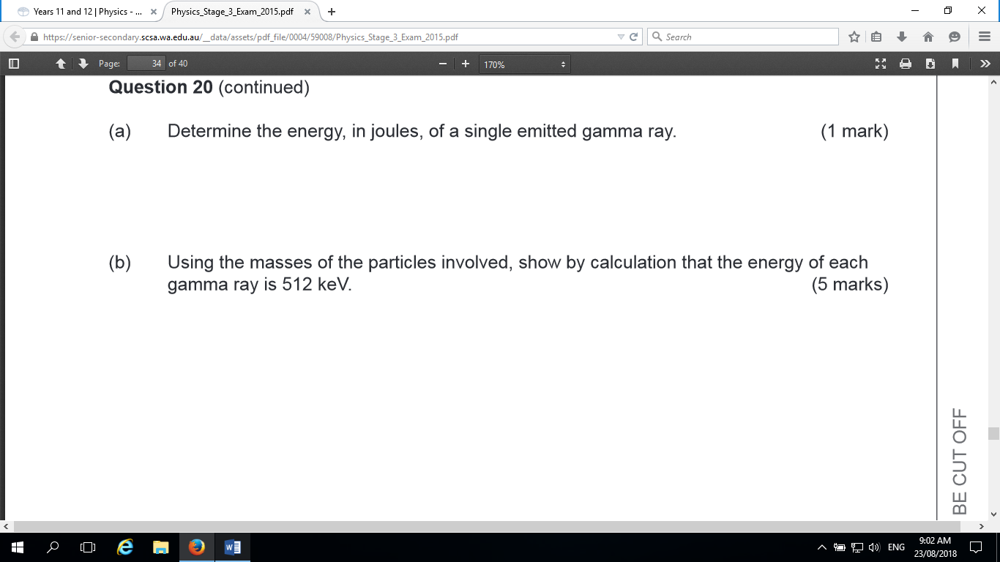 Years 11 and 12 | Physics - ...
Physics_Stage_3_Exam_2015.pdf
https://senior-secondary.scsa.wa.edu.au/__data/assets/pdf_file/0004/59008/Physics_Stage_3_Exam_2015.pdf
Search
Page: 34 of 40
170%
Question 20 (continued)
(a) Determine the energy, in joules, of a single emitted gamma ray. (1 mark)
(b) Using the masses of the particles involved, show by calculation that the energy of each
gamma ray is 512 keV. (5 marks)
BE CUT OFF
ENG
9:02 AM
23/08/2018